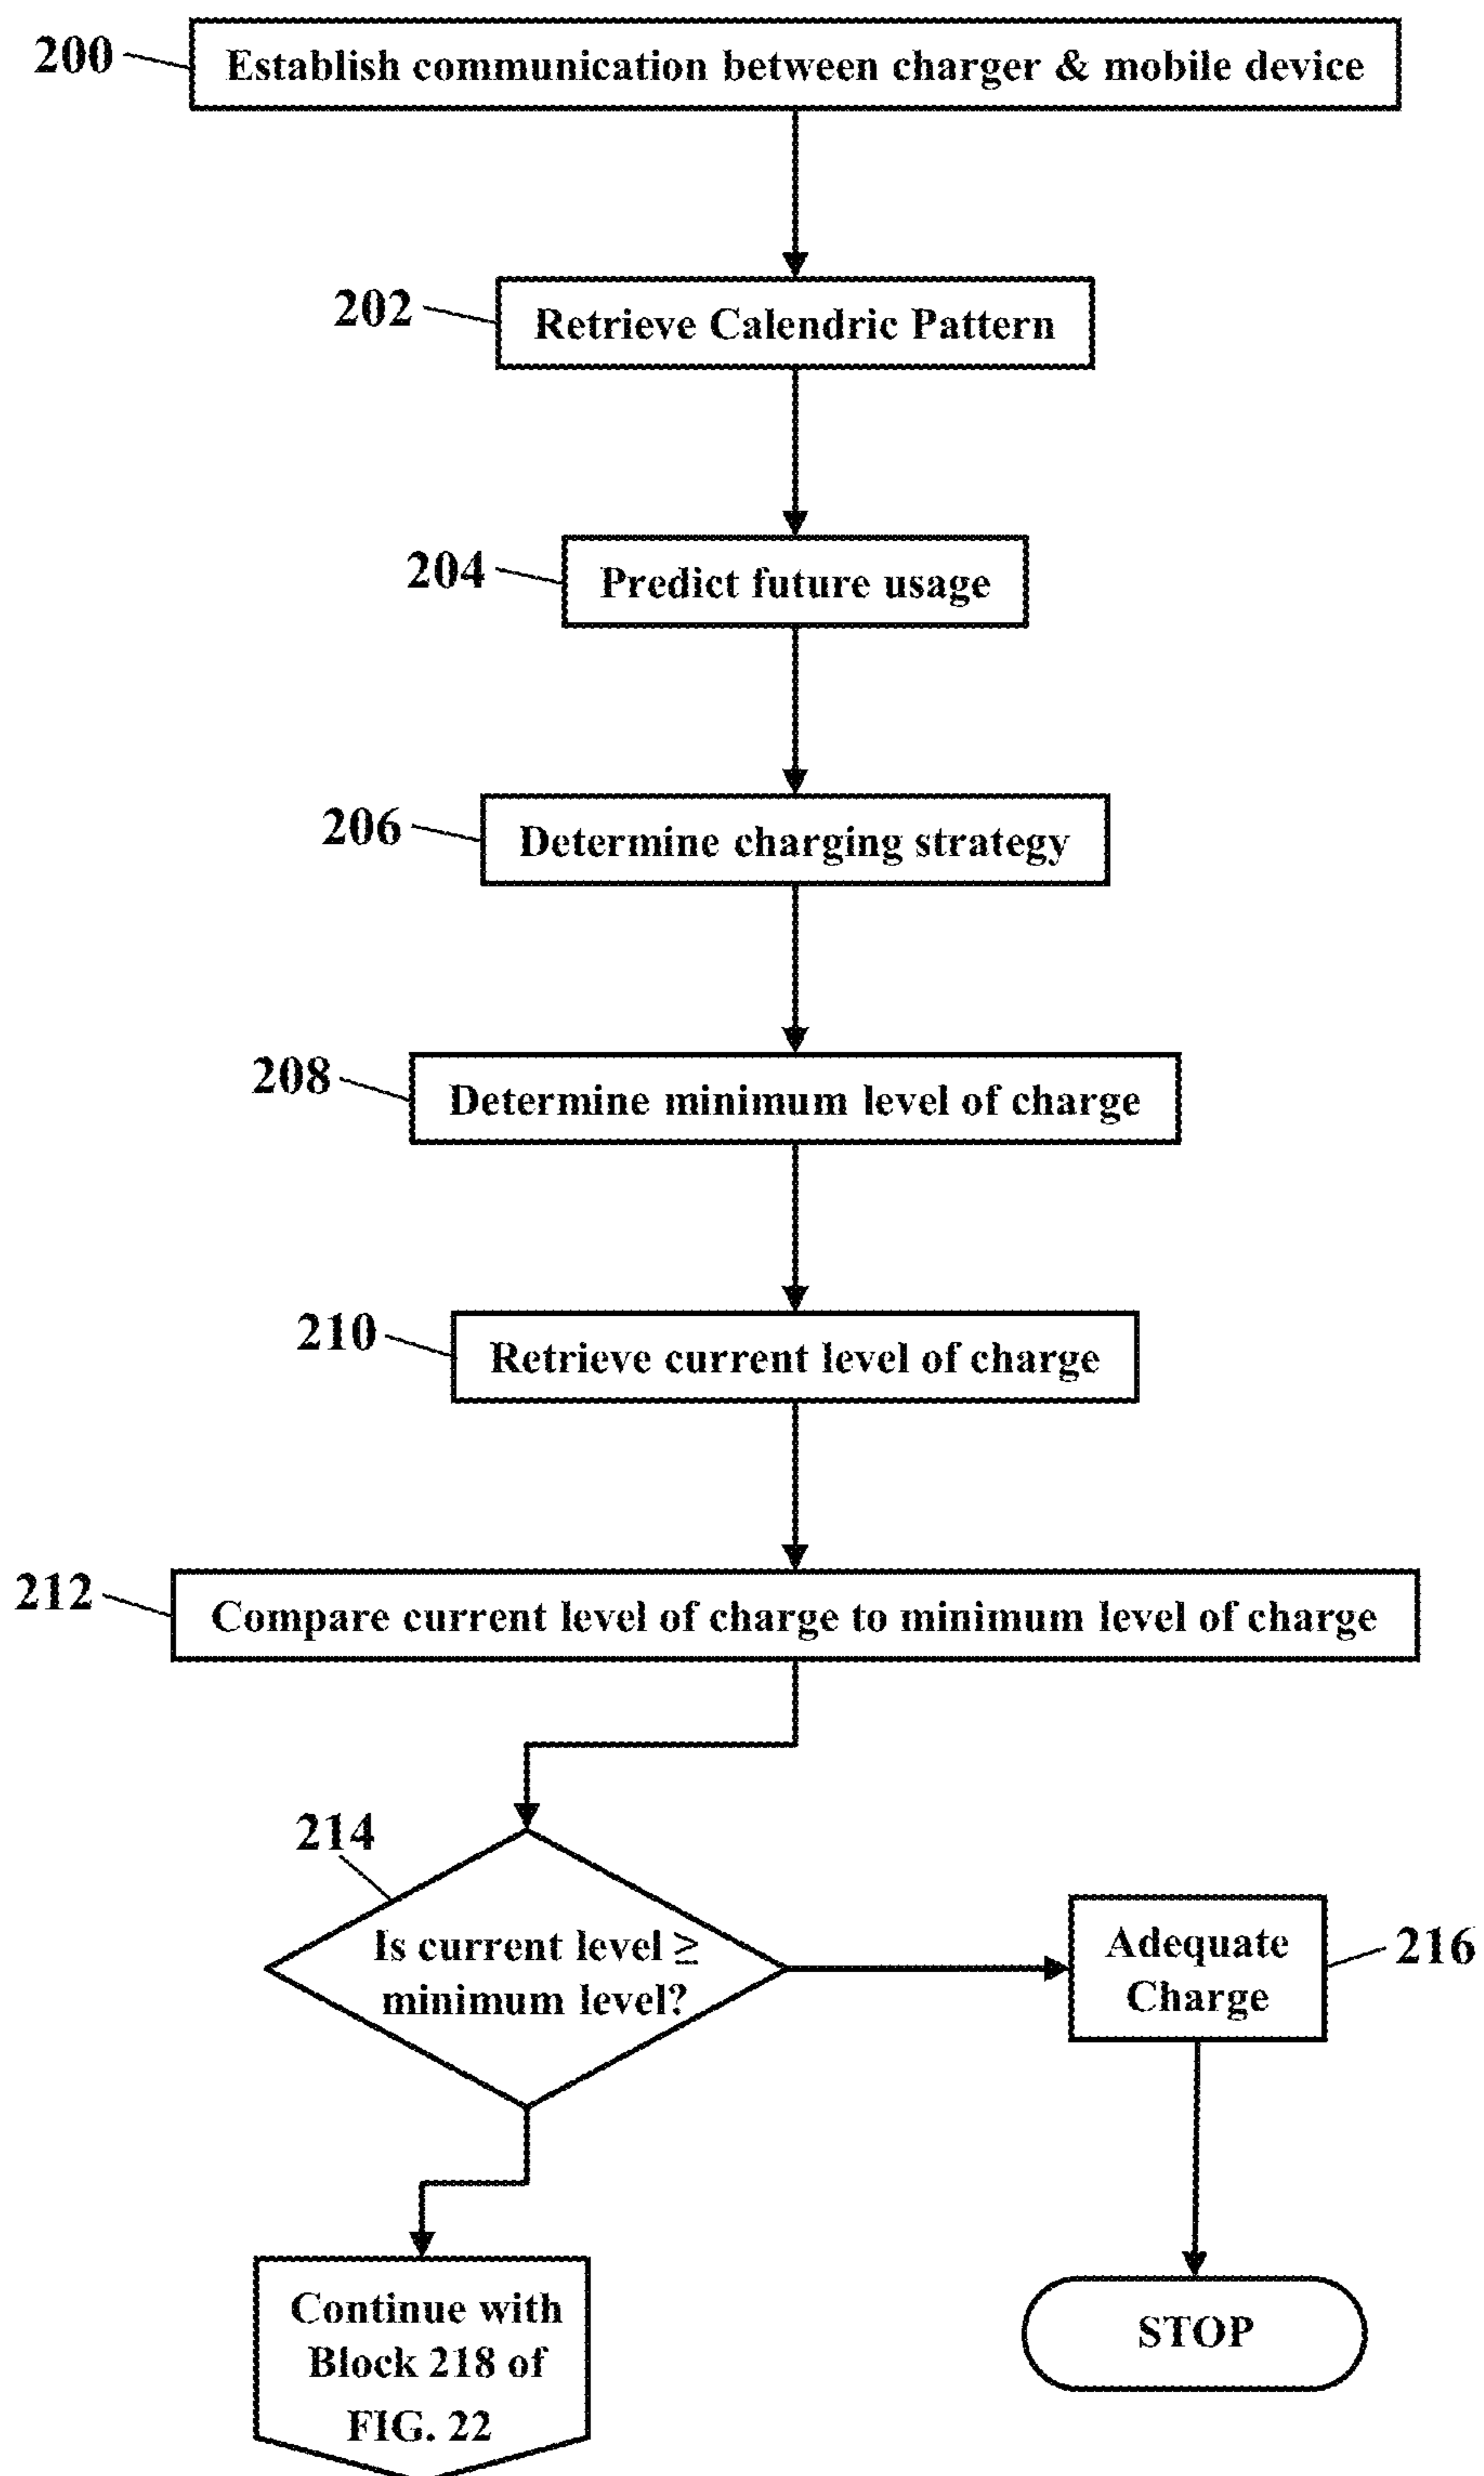 200
Establish communication between charger & mobile device
202
Retrieve Calendric Pattern
204
Predict future usage
206
Determine charging strategy
208
Determine minimum level of charge
210
Retrieve current level of charge
212
Compare current level of charge to minimum level of charge
214
Is current level ≥
minimum level?
Adequate
Charge
216
Continue with
Block 218 of
FIG. 22
STOP